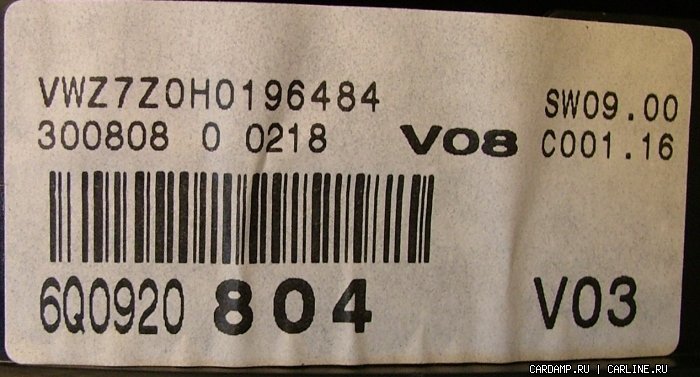 VWZ7Z0H0196484 SW09.00
300808 0 0218 V08 C001.16
6Q0920 804 V03
CARDAMP.RU | CARLINE.RU